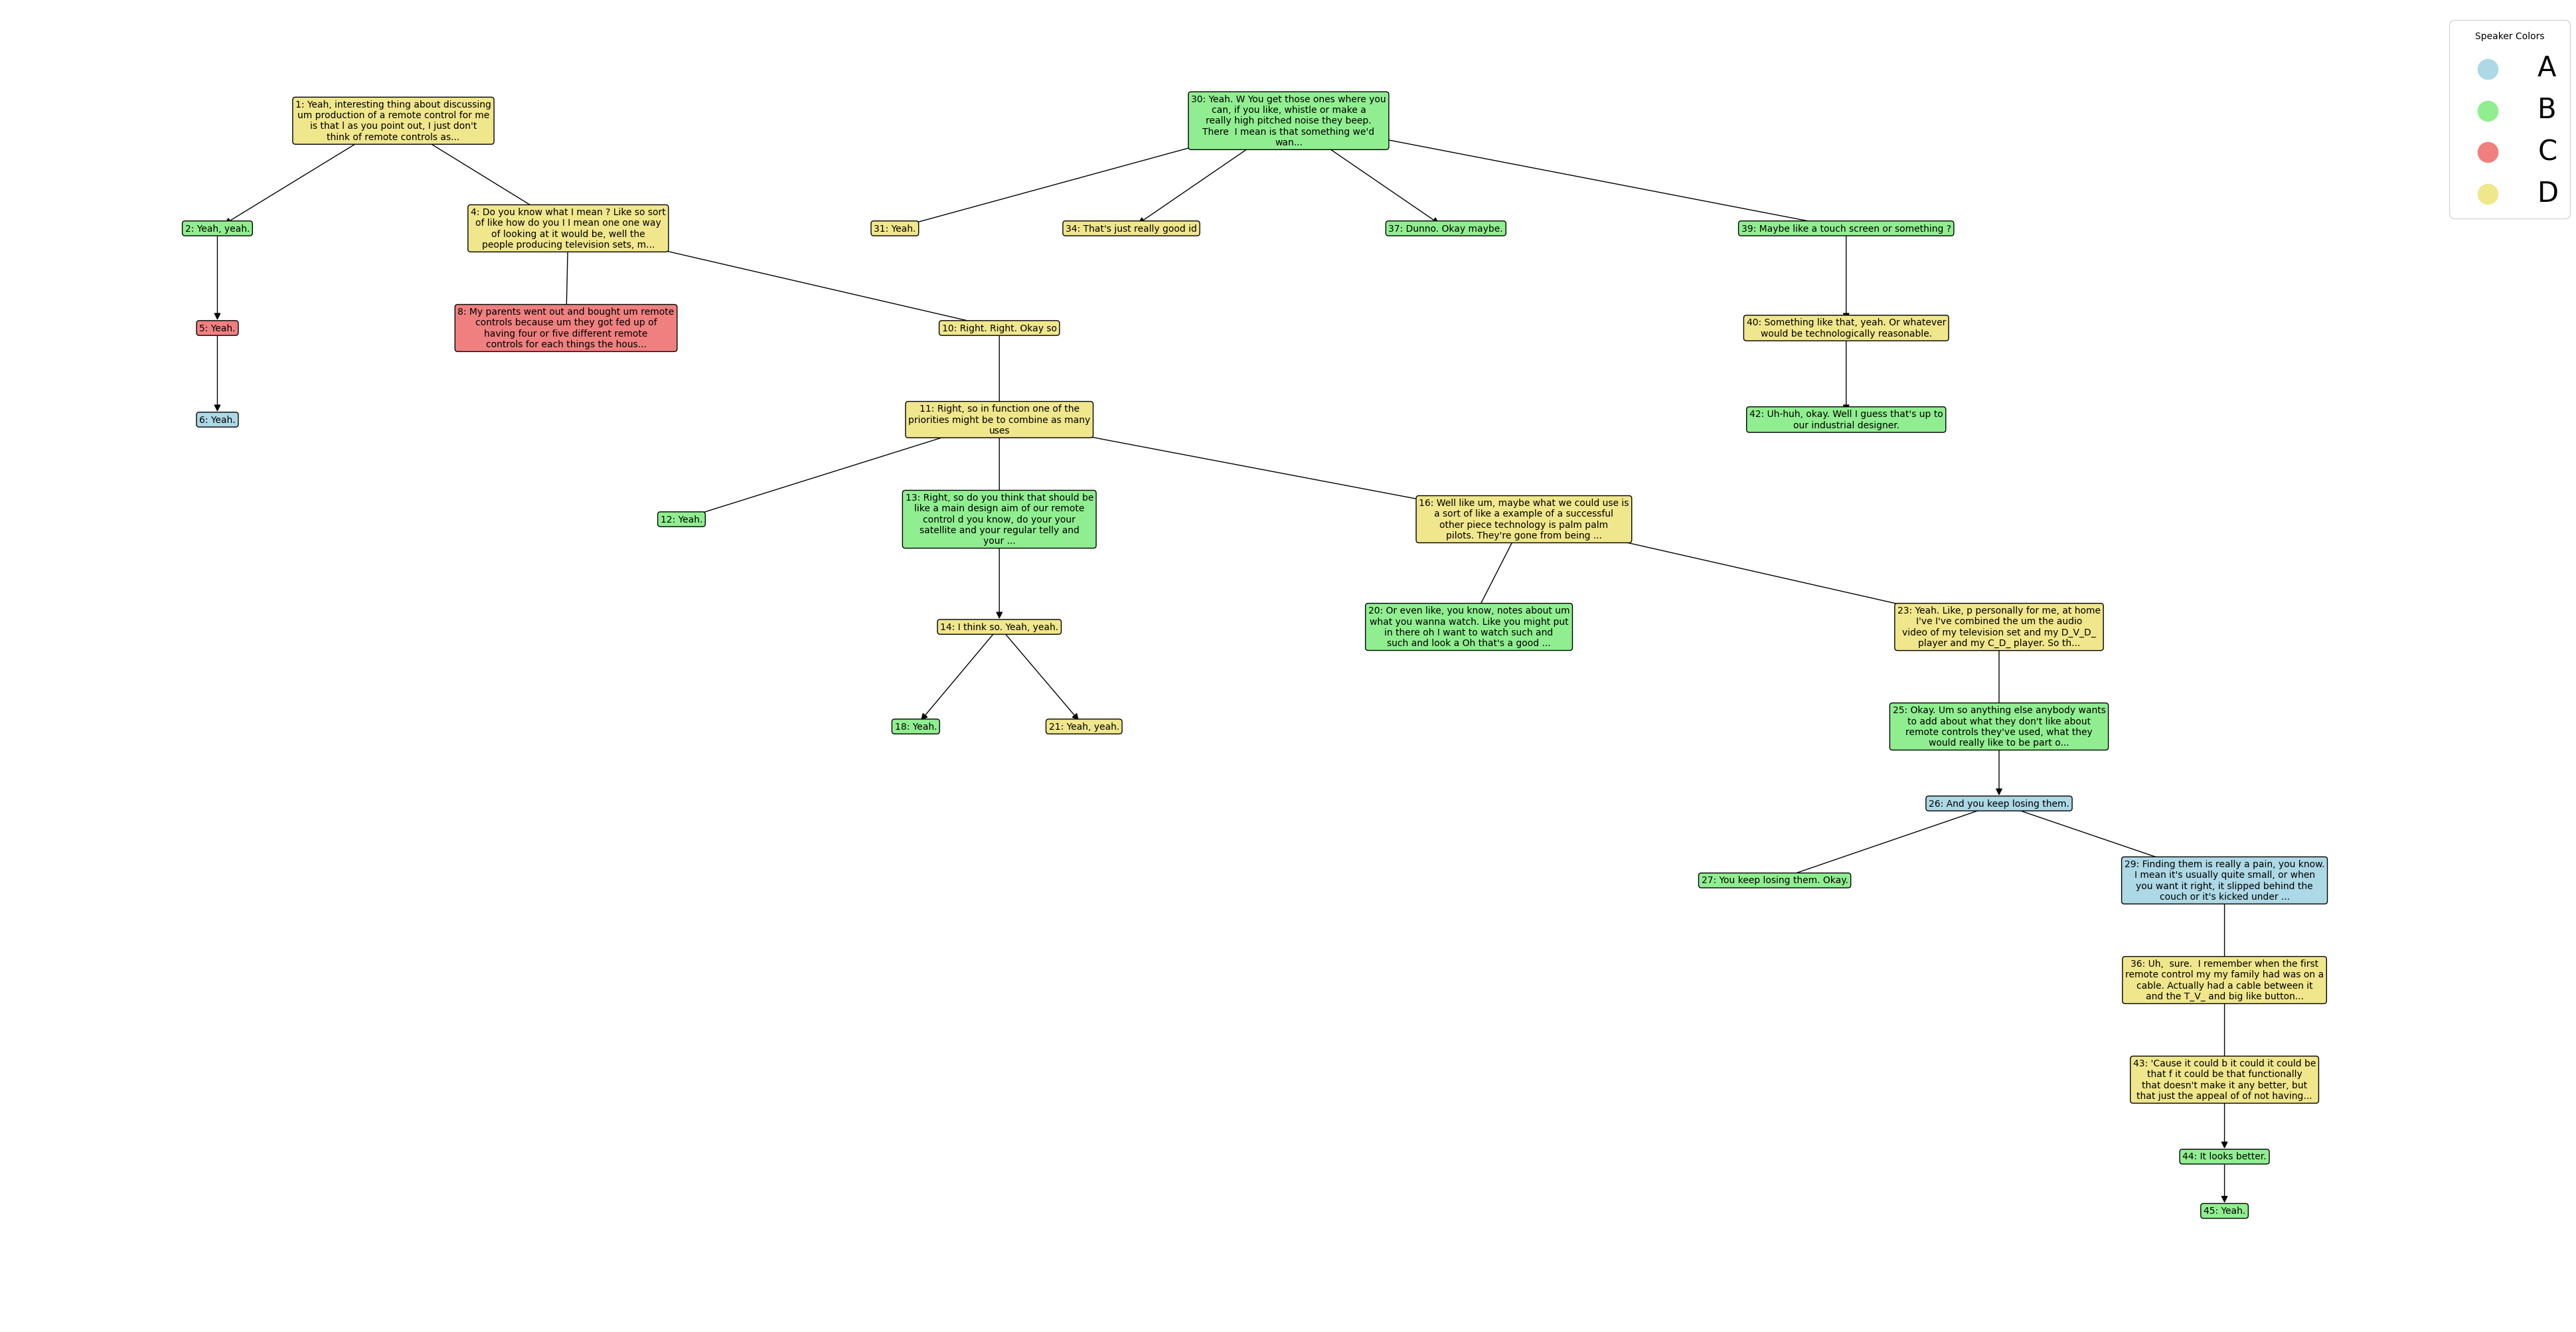 Speaker Colors
A
B
C
D
1: Yeah, interesting thing about discussing
um production of a remote control for me
is that l as you point out, I just don't
think of remote controls as...
30: Yeah. W You get those ones where you
can, if you like, whistle or make a
really high pitched noise they beep.
There  I mean is that something we'd
wan...
2: Yeah, yeah.
4: Do you know what I mean ? Like so sort
of like how do you I I mean one one way
of looking at it would be, well the
people producing television sets, m...
31: Yeah.
34: That's just really good id
37: Dunno. Okay maybe.
39: Maybe like a touch screen or something ?
5: Yeah.
8: My parents went out and bought um remote
controls because um they got fed up of
having four or five different remote
controls for each things the hous...
10: Right. Right. Okay so
40: Something like that, yeah. Or whatever
would be technologically reasonable.
6: Yeah.
11: Right, so in function one of the
priorities might be to combine as many
uses
42: Uh-huh, okay. Well I guess that's up to
our industrial designer.
12: Yeah.
13: Right, so do you think that should be
like a main design aim of our remote
control d you know, do your your
satellite and your regular telly and
your ...
16: Well like um, maybe what we could use is
a sort of like a example of a successful
other piece technology is palm palm
pilots. They're gone from being ...
14: I think so. Yeah, yeah.
20: Or even like, you know, notes about um
what you wanna watch. Like you might put
in there oh I want to watch such and
such and look a Oh that's a good ...
23: Yeah. Like, p personally for me, at home
I've I've combined the um the audio
video of my television set and my D_V_D_
player and my C_D_ player. So th...
18: Yeah.
21: Yeah, yeah.
25: Okay. Um so anything else anybody wants
to add about what they don't like about
remote controls they've used, what they
would really like to be part o...
26: And you keep losing them.
27: You keep losing them. Okay.
29: Finding them is really a pain, you know.
I mean it's usually quite small, or when
you want it right, it slipped behind the
couch or it's kicked under ...
36: Uh,  sure.  I remember when the first
remote control my my family had was on a
cable. Actually had a cable between it
and the T_V_ and big like button...
43: 'Cause it could b it could it could be
that f it could be that functionally
that doesn't make it any better, but
that just the appeal of of not having...
44: It looks better.
45: Yeah.